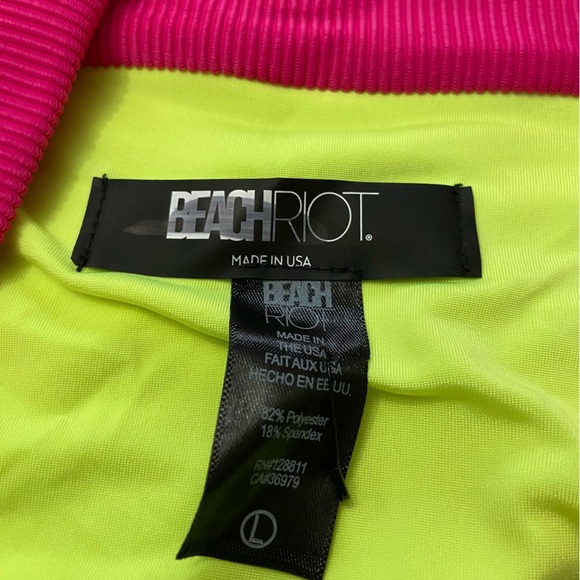 BEACHRIOT®
MADE IN USA
BEACH
RIOT
MADE IN
THE USA
FAIT AUX USA
HECHO EN EE UU.
82% Polyester
18% Spandex
RN#128811
CA#36979
L